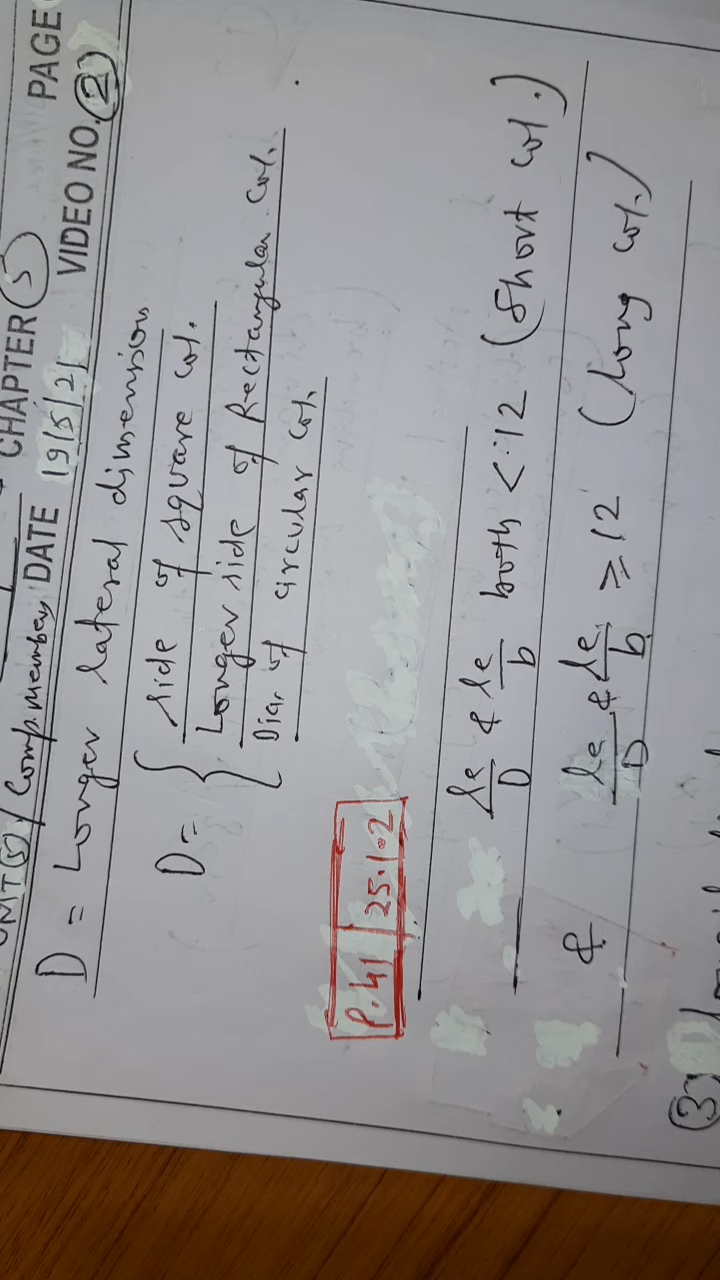 UMT(5)/Comp.member CHAPTER (5) PAGE
DATE 19/5/21 VIDEO NO. (2)
D = Longer lateral dimension
D = { side of square col.
Longer side of Rectangular col.
Dia. of circular col.
P.41 | 25.1.2
le/D & le/b both < 12 (Short col.)
& le/D & le/b ≥ 12 (Long col.)
(3)